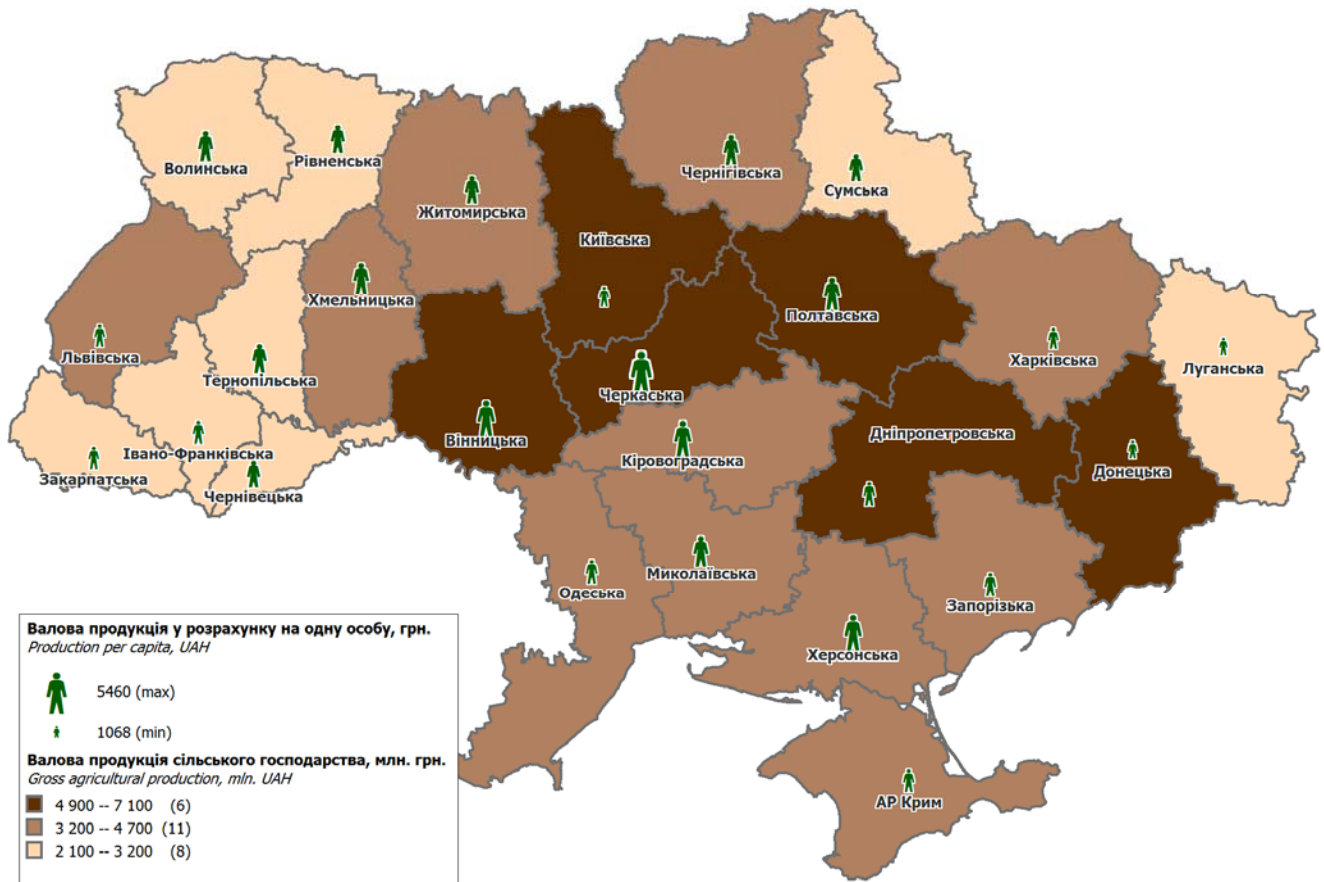 Волинська
Рівненська
Житомирська
Чернігівська
Сумська
Київська
Львівська
Хмельницька
Тернопільська
Полтавська
Харківська
Луганська
Черкаська
Вінницька
Дніпропетровська
Донецька
Закарпатська
Івано-Франківська
Чернівецька
Кіровоградська
Одеська
Миколаївська
Запорізька
Херсонська
АР Крим
Валова продукція у розрахунку на одну особу, грн.
Production per capita, UAH
5460 (max)
1068 (min)
Валова продукція сільського господарства, млн. грн.
Gross agricultural production, mln. UAH
4 900 -- 7 100 (6)
3 200 -- 4 700 (11)
2 100 -- 3 200 (8)